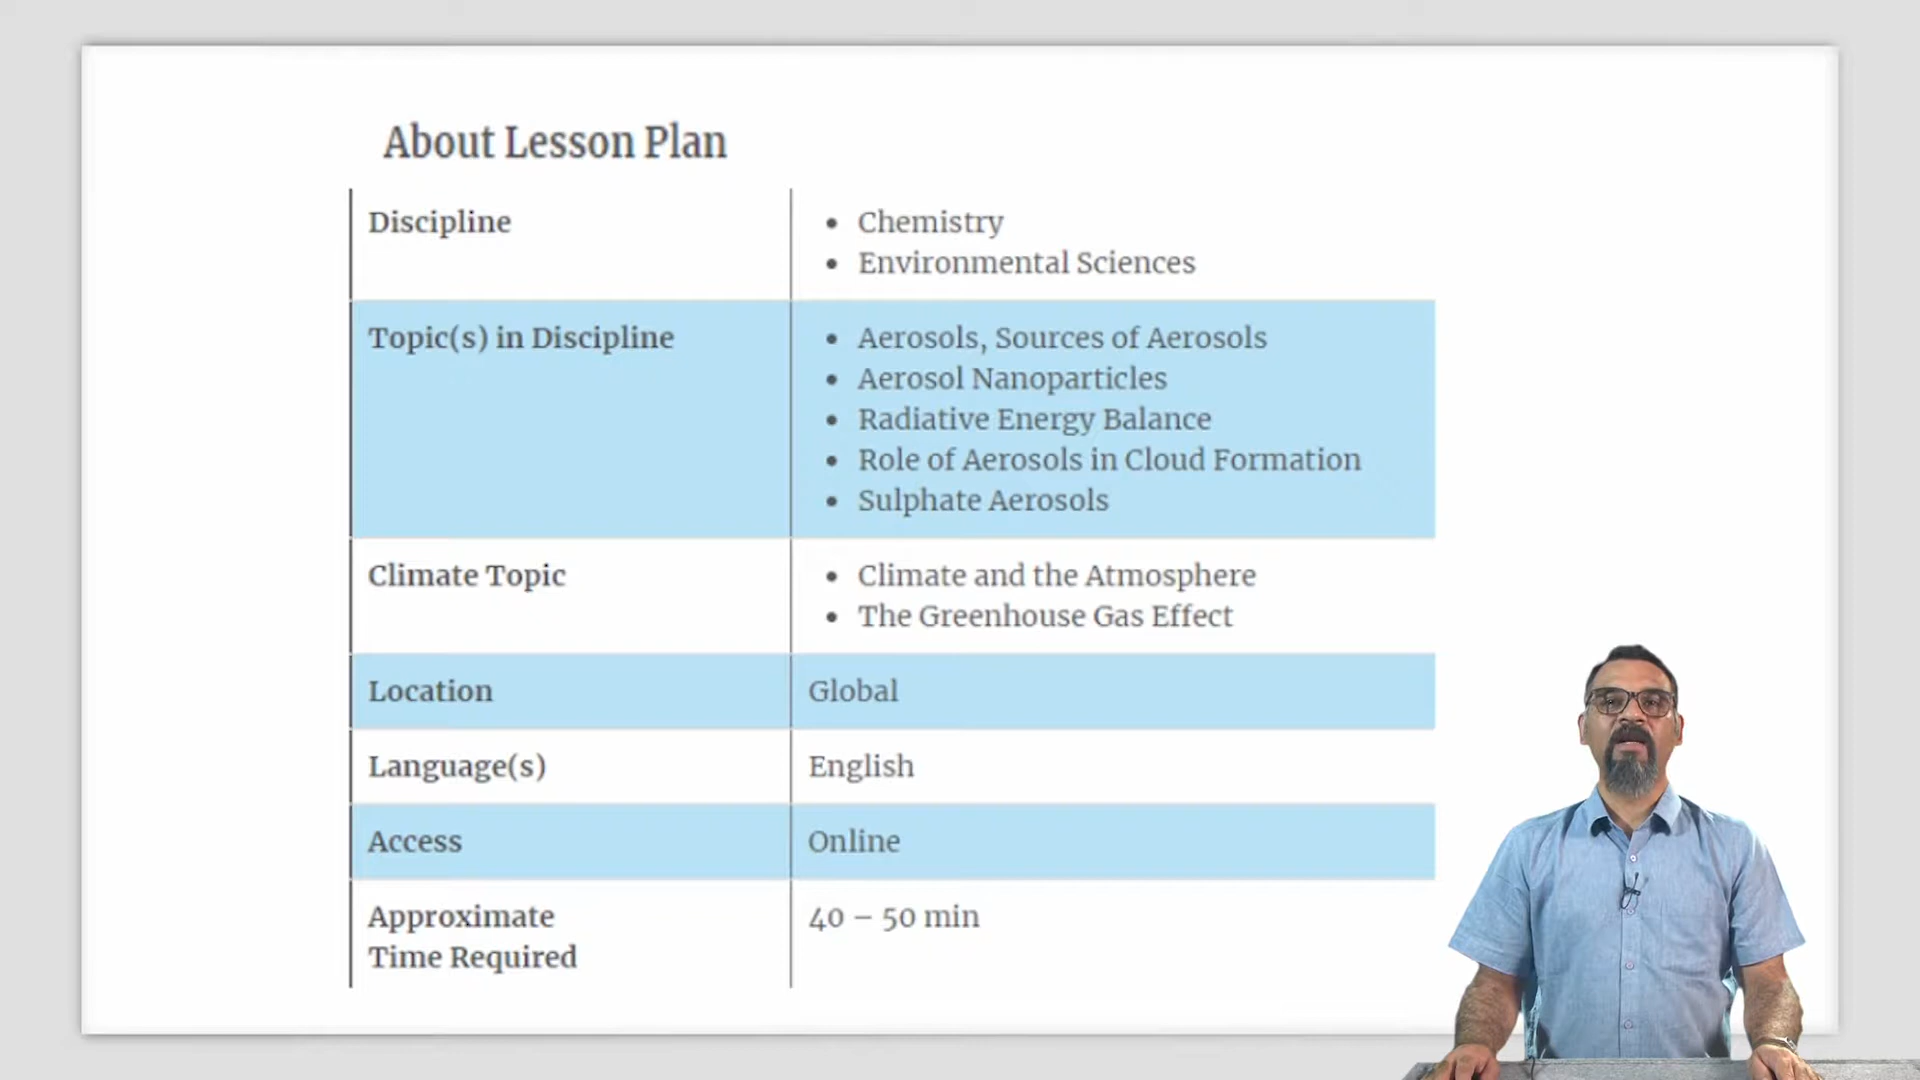 About Lesson Plan
Discipline
• Chemistry
• Environmental Sciences
Topic(s) in Discipline
• Aerosols, Sources of Aerosols
• Aerosol Nanoparticles
• Radiative Energy Balance
• Role of Aerosols in Cloud Formation
• Sulphate Aerosols
Climate Topic
• Climate and the Atmosphere
• The Greenhouse Gas Effect
Location
Global
Language(s)
English
Access
Online
Approximate
Time Required
40 – 50 min